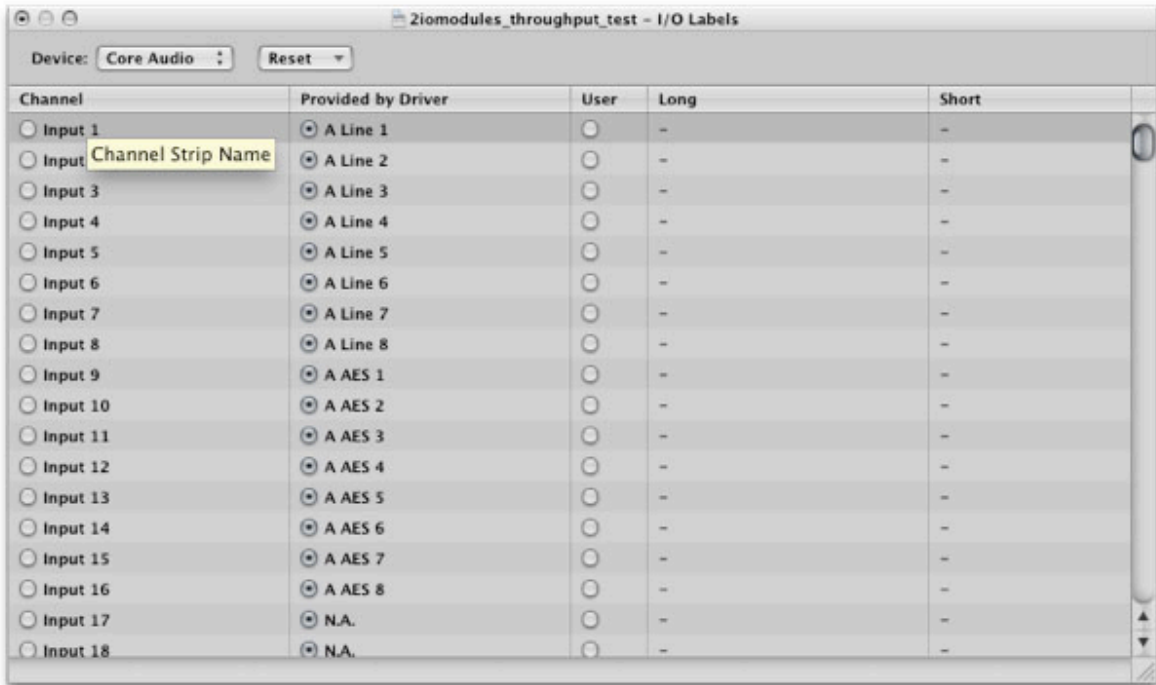 2iomodules_throughput_test – I/O Labels
Device: Core Audio Reset
Channel Provided by Driver User Long Short
Input 1 A Line 1 – –
Channel Strip Name
Input A Line 2 – –
Input 3 A Line 3 – –
Input 4 A Line 4 – –
Input 5 A Line 5 – –
Input 6 A Line 6 – –
Input 7 A Line 7 – –
Input 8 A Line 8 – –
Input 9 A AES 1 – –
Input 10 A AES 2 – –
Input 11 A AES 3 – –
Input 12 A AES 4 – –
Input 13 A AES 5 – –
Input 14 A AES 6 – –
Input 15 A AES 7 – –
Input 16 A AES 8 – –
Input 17 N.A. – –
Input 18 N.A. – –